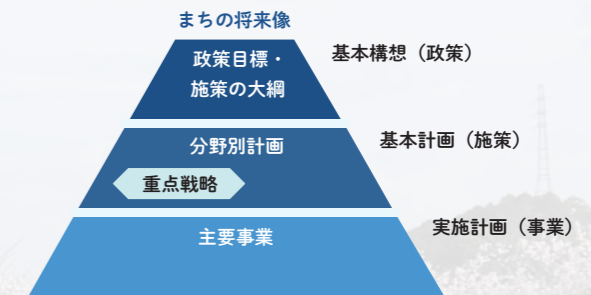 まちの将来像
政策目標・
施策の大綱
基本構想（政策）
分野別計画
基本計画（施策）
重点戦略
主要事業
実施計画（事業）